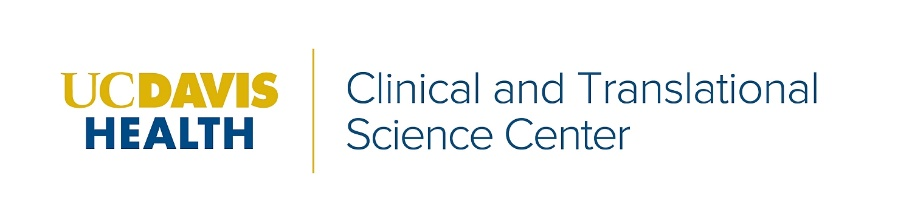 UCDAVIS
HEALTH
Clinical and Translational
Science Center